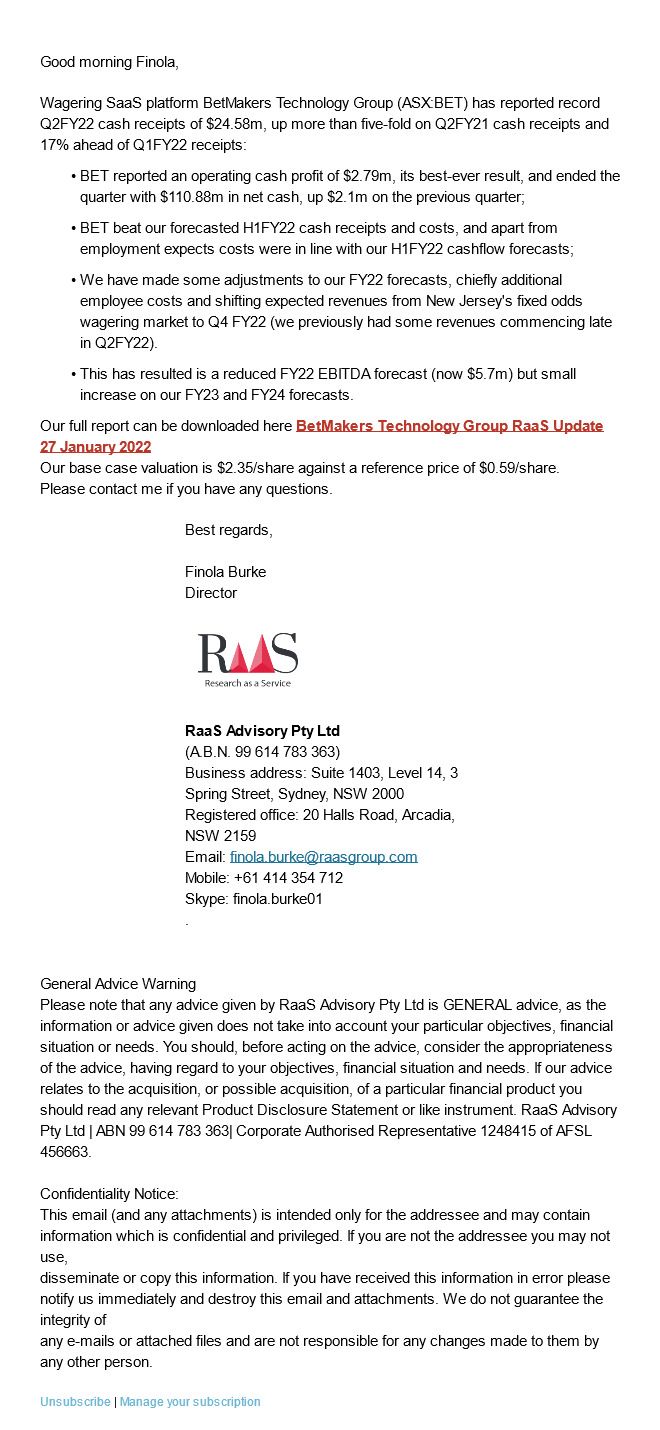 Good morning Finola,
Wagering SaaS platform BetMakers Technology Group (ASX:BET) has reported record
Q2FY22 cash receipts of $24.58m, up more than five-fold on Q2FY21 cash receipts and
17% ahead of Q1FY22 receipts:
• BET reported an operating cash profit of $2.79m, its best-ever result, and ended the
quarter with $110.88m in net cash, up $2.1m on the previous quarter;
• BET beat our forecasted H1FY22 cash receipts and costs, and apart from
employment expects costs were in line with our H1FY22 cashflow forecasts;
• We have made some adjustments to our FY22 forecasts, chiefly additional
employee costs and shifting expected revenues from New Jersey's fixed odds
wagering market to Q4 FY22 (we previously had some revenues commencing late
in Q2FY22).
• This has resulted is a reduced FY22 EBITDA forecast (now $5.7m) but small
increase on our FY23 and FY24 forecasts.
Our full report can be downloaded here BetMakers Technology Group RaaS Update
27 January 2022
Our base case valuation is $2.35/share against a reference price of $0.59/share.
Please contact me if you have any questions.
Best regards,
Finola Burke
Director
RaaS
Research as a Service
RaaS Advisory Pty Ltd
(A.B.N. 99 614 783 363)
Business address: Suite 1403, Level 14, 3
Spring Street, Sydney, NSW 2000
Registered office: 20 Halls Road, Arcadia,
NSW 2159
Email: finola.burke@raasgroup.com
Mobile: +61 414 354 712
Skype: finola.burke01
.
General Advice Warning
Please note that any advice given by RaaS Advisory Pty Ltd is GENERAL advice, as the
information or advice given does not take into account your particular objectives, financial
situation or needs. You should, before acting on the advice, consider the appropriateness
of the advice, having regard to your objectives, financial situation and needs. If our advice
relates to the acquisition, or possible acquisition, of a particular financial product you
should read any relevant Product Disclosure Statement or like instrument. RaaS Advisory
Pty Ltd | ABN 99 614 783 363| Corporate Authorised Representative 1248415 of AFSL
456663.
Confidentiality Notice:
This email (and any attachments) is intended only for the addressee and may contain
information which is confidential and privileged. If you are not the addressee you may not
use,
disseminate or copy this information. If you have received this information in error please
notify us immediately and destroy this email and attachments. We do not guarantee the
integrity of
any e-mails or attached files and are not responsible for any changes made to them by
any other person.
Unsubscribe | Manage your subscription